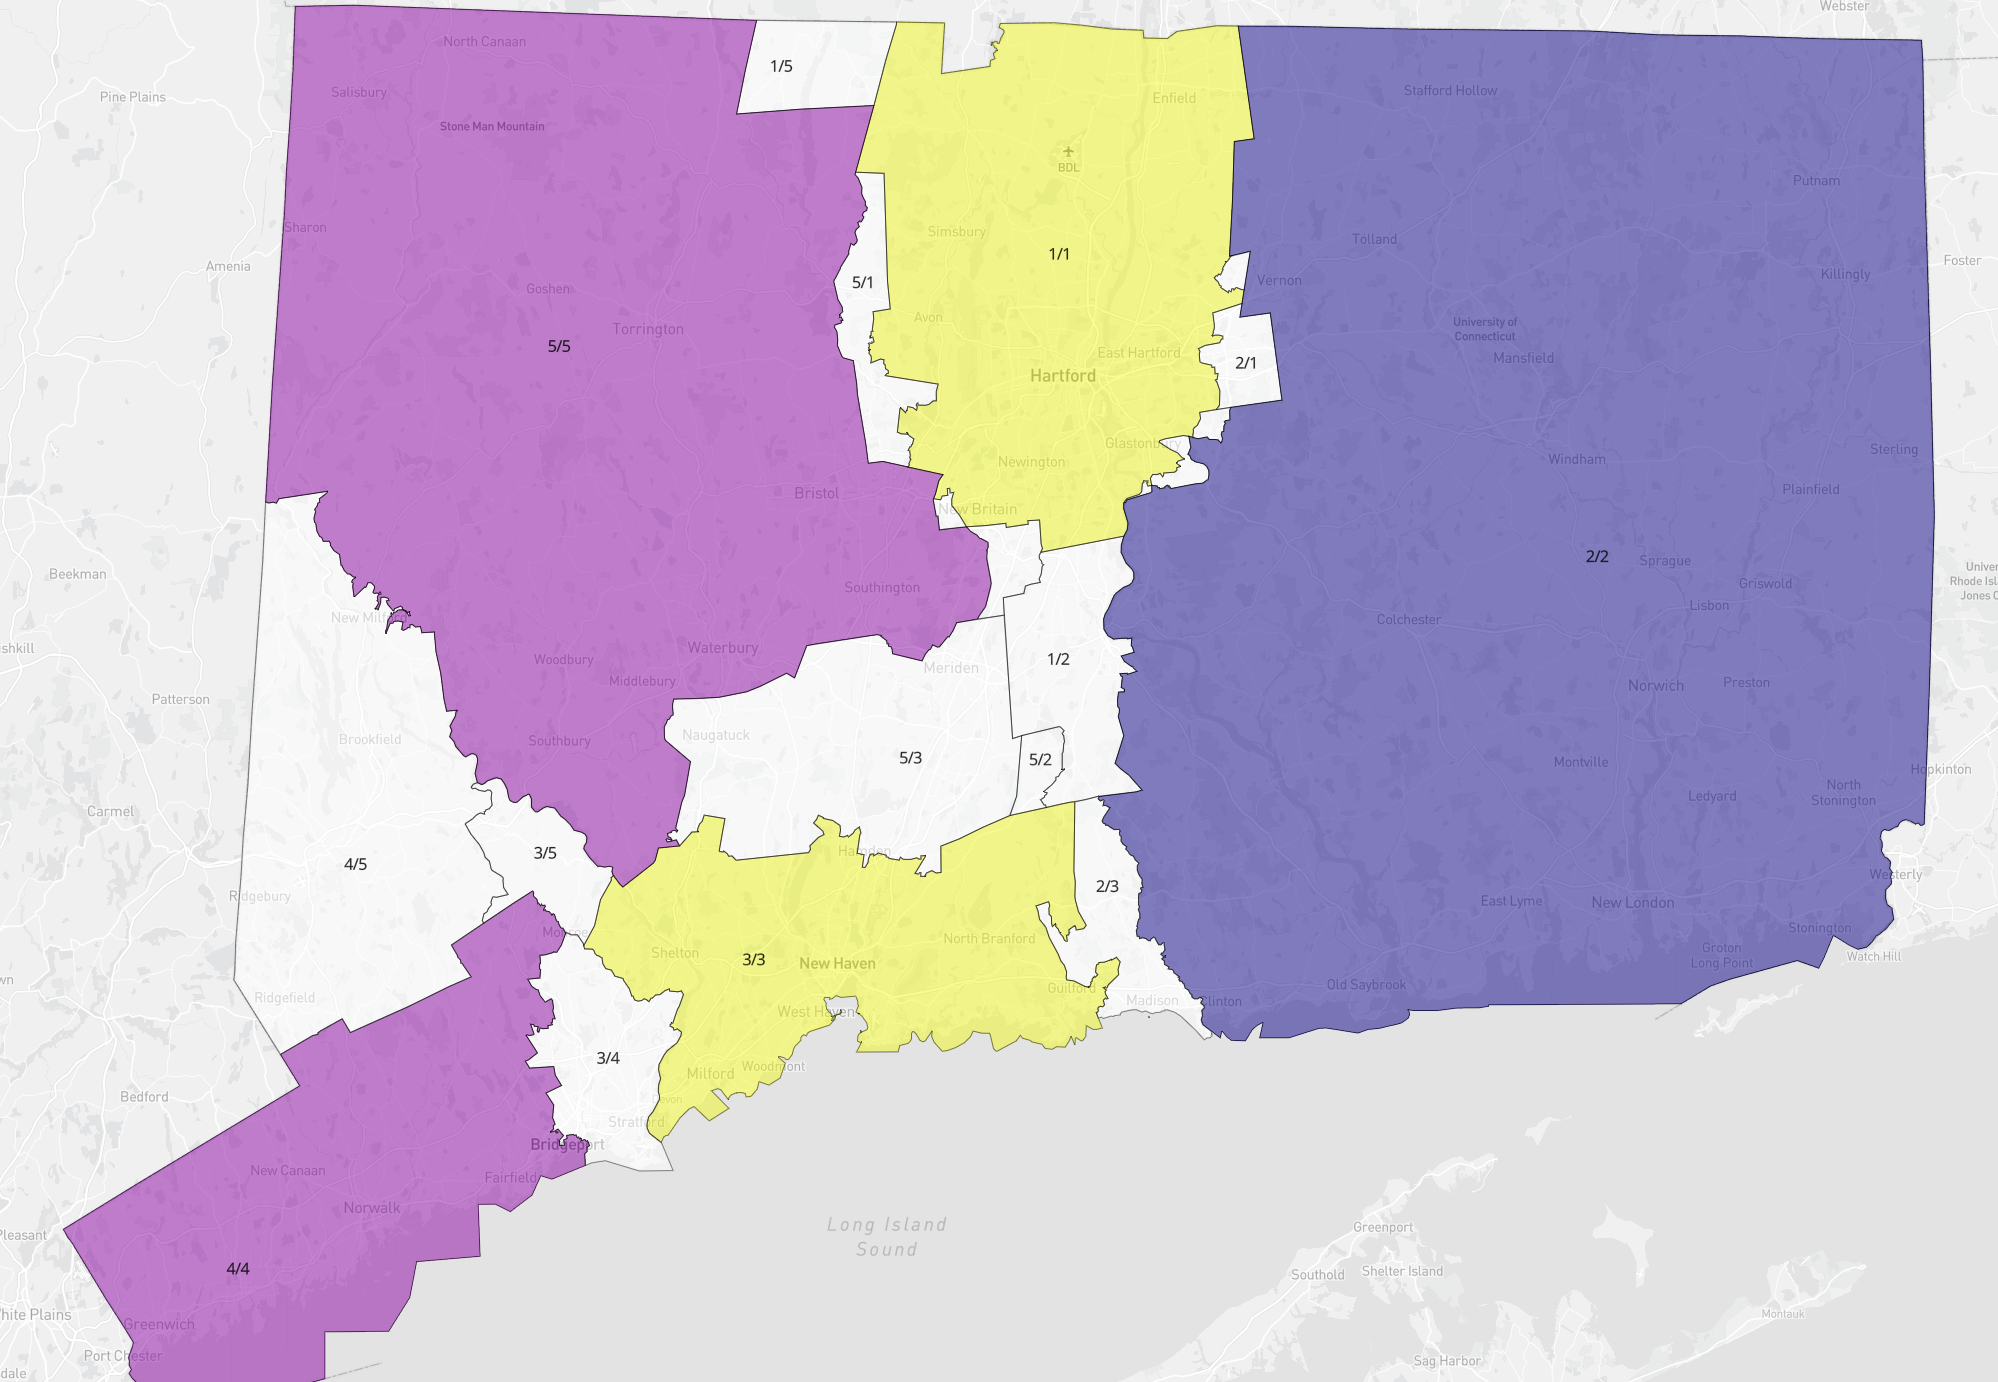 Webster
North Canaan
1/5
Pine Plains
Salisbury
Stafford Hollow
Enfield
Stone Man Mountain
BDL
Putnam
Sharon
Simsbury
Tolland
1/1
Amenia
Foster
Killingly
5/1
Vernon
Goshen
Avon
Torrington
University of
Connecticut
5/5
East Hartford
Mansfield
2/1
Hartford
Glastonbury
Sterling
Newington
Windham
Bristol
Plainfield
New Britain
2/2
Sprague
Beekman
Univer
Rhode Isl
Jones C
Southington
Griswold
Lisbon
New Milford
Colchester
shkill
Waterbury
Woodbury
1/2
Meriden
Middlebury
Norwich
Preston
Patterson
Brookfield
Naugatuck
Southbury
5/3
5/2
Montville
Hopkinton
North
Stonington
Ledyard
Carmel
Hamden
3/5
4/5
Westerly
2/3
Ridgebury
East Lyme
New London
Monroe
Stonington
North Branford
Shelton
3/3
New Haven
Groton
Long Point
Watch Hill
wn
Guilford
Old Saybrook
Ridgefield
Madison
Clinton
West Haven
3/4
Woodmont
Milford
Bedford
Devon
Stratford
Bridgeport
New Canaan
Fairfield
Norwalk
Long Island
Sound
Greenport
Pleasant
4/4
Southold
Shelter Island
hite Plains
Montauk
Greenwich
Port Chester
Sag Harbor
dale